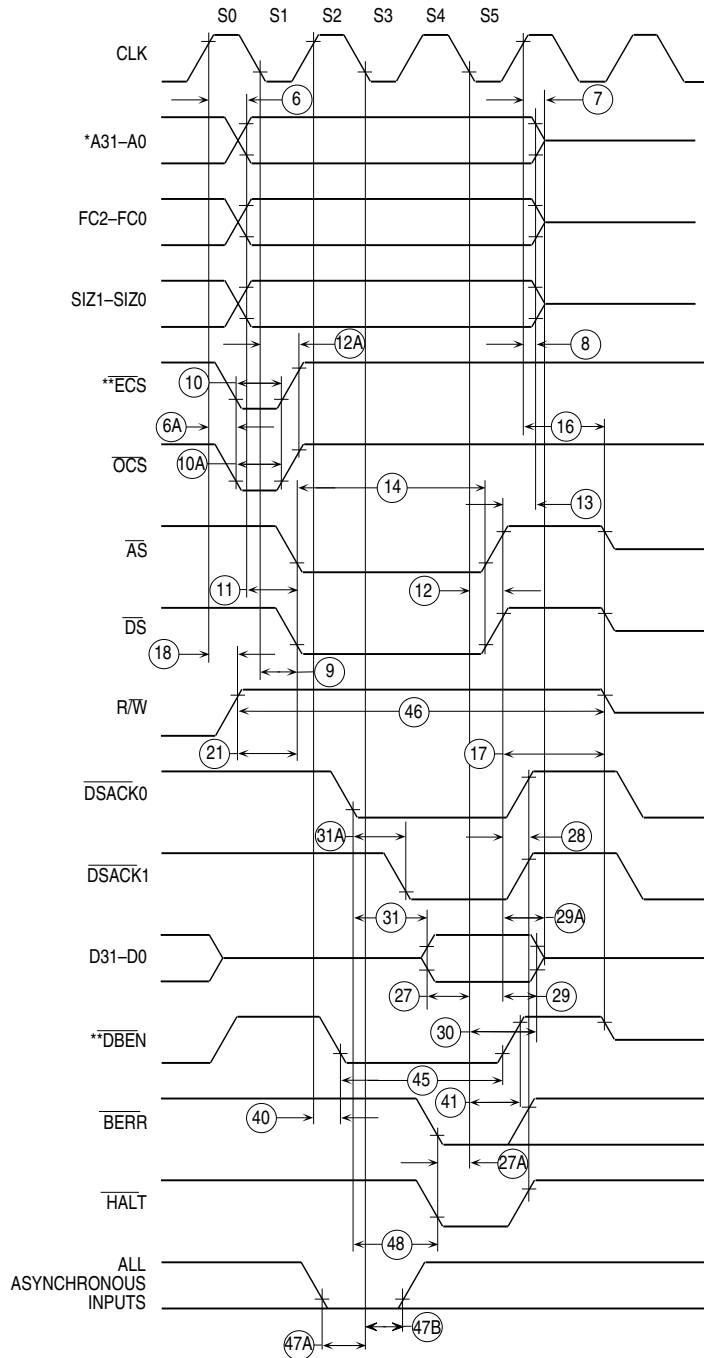 S0 S1 S2 S3 S4 S5
CLK
6
7
*A31–A0
FC2–FC0
SIZ1–SIZ0
12A
8
**ECS
10
6A
16
OCS
10A
14
13
AS
11
12
DS
18
9
R/W
46
21
17
DSACK0
31A
28
DSACK1
31
29A
D31–D0
27
29
30
**DBEN
45
41
40
BERR
27A
HALT
48
ALL
ASYNCHRONOUS
INPUTS
47A
47B